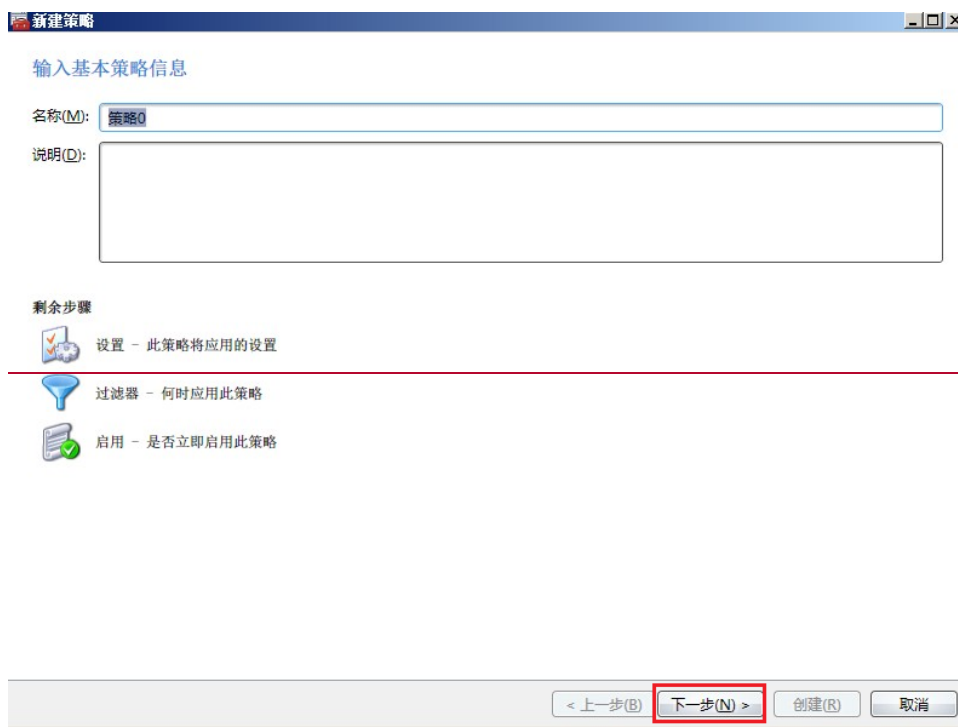 新建策略
输入基本策略信息
名称(M): 策略0
说明(D):
剩余步骤
设置 - 此策略将应用的设置
过滤器 - 何时应用此策略
启用 - 是否立即启用此策略
< 上一步(B) 下一步(N) > 创建(R) 取消